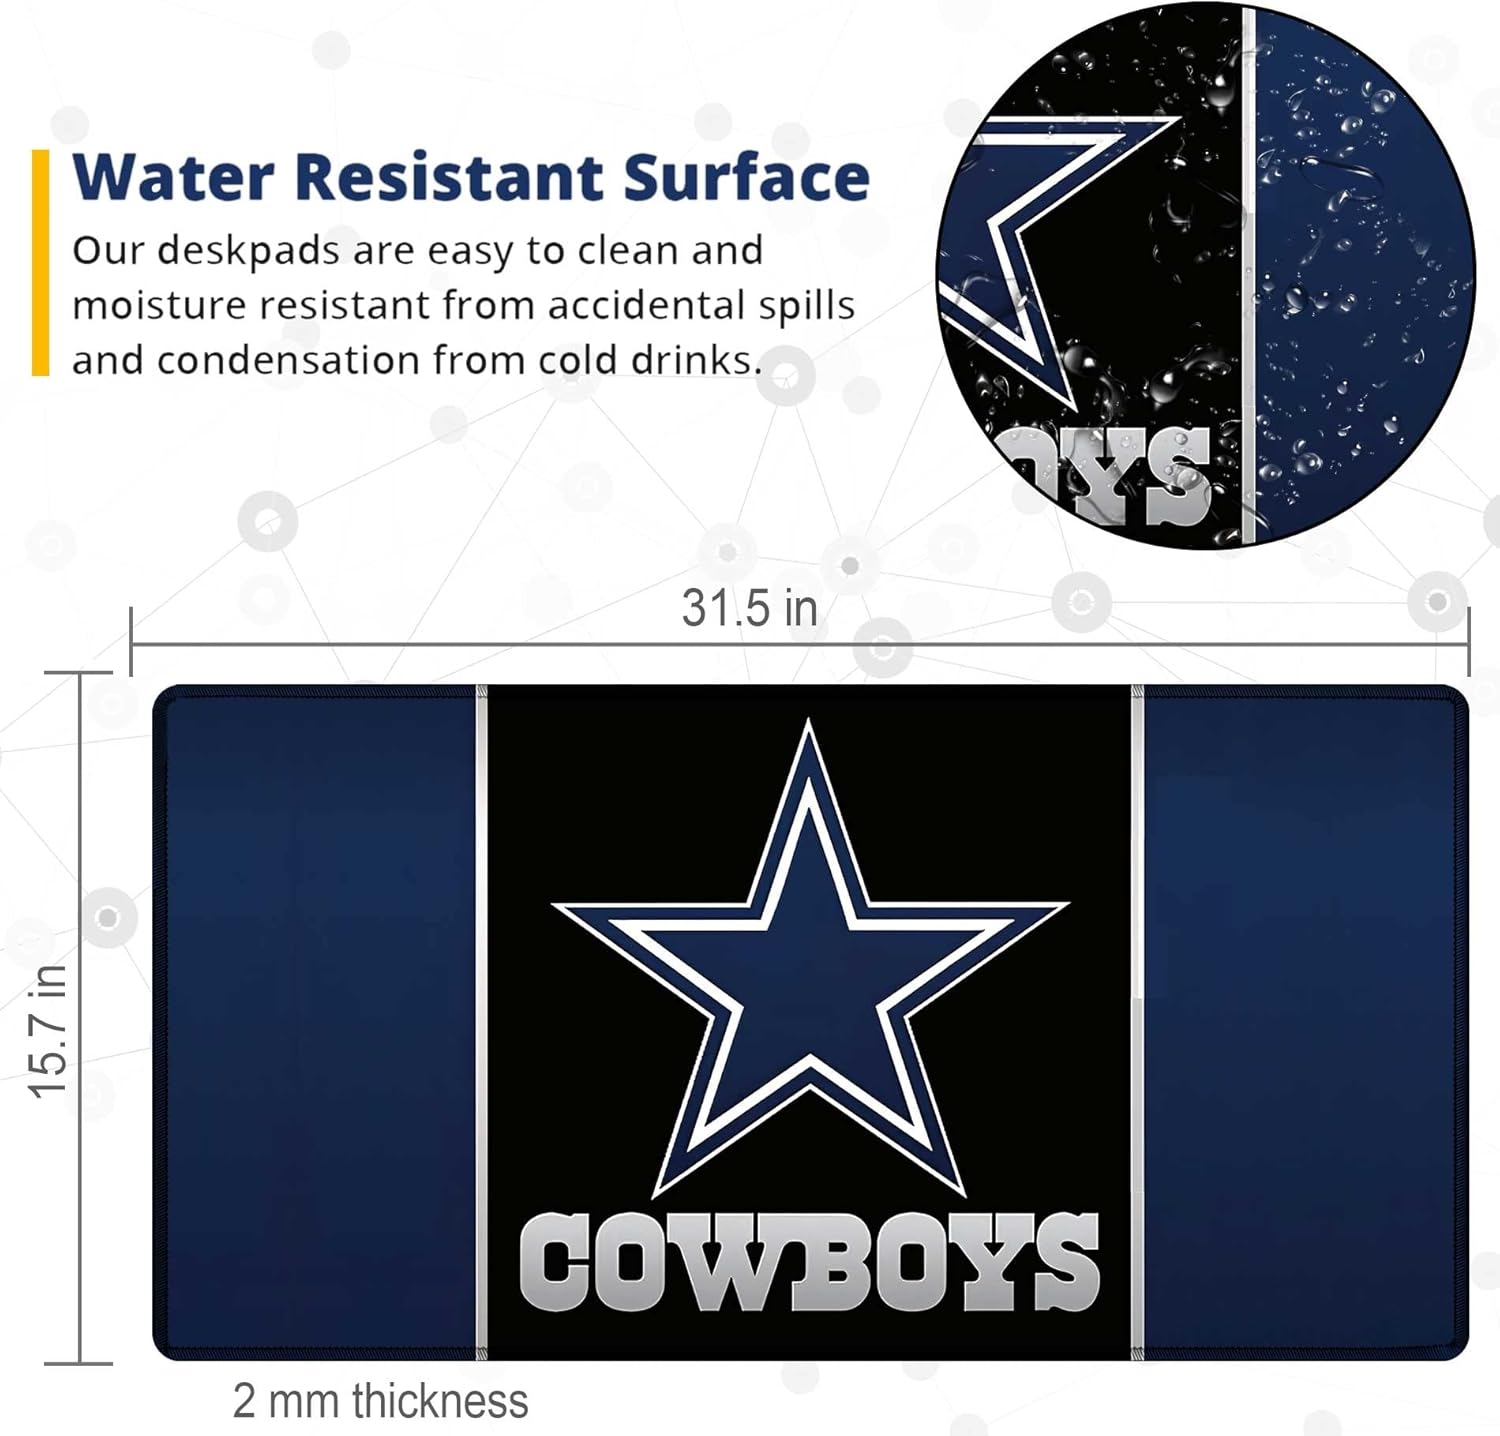 Water Resistant Surface
Our deskpads are easy to clean and
moisture resistant from accidental spills
and condensation from cold drinks.
OYS
31.5 in
15.7 in
COWBOYS
2 mm thickness